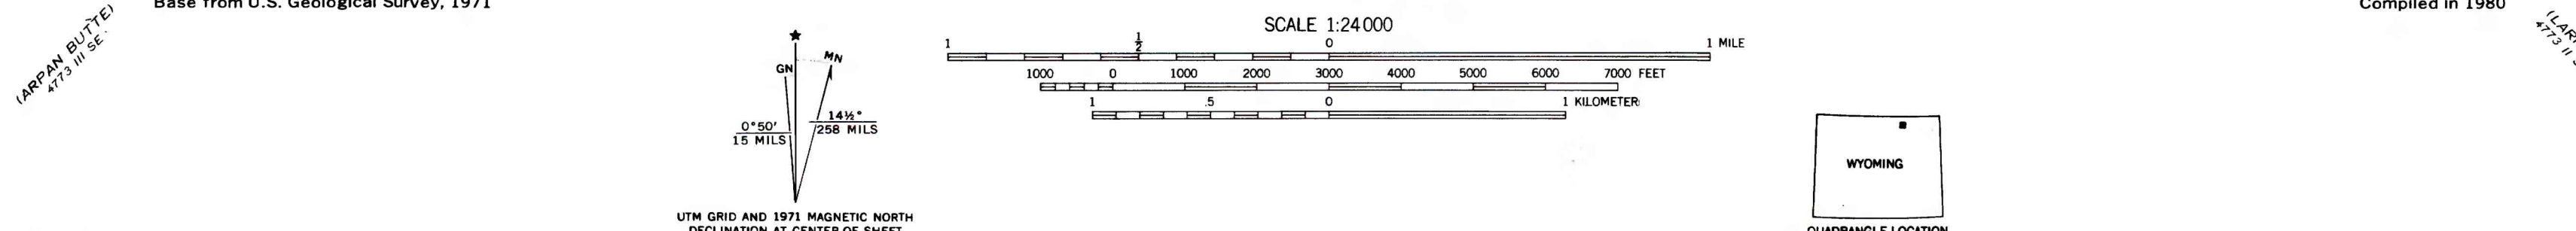 Base from U.S. Geological Survey, 1971
Compiled in 1980
(ARPAN BUTTE)
4773 III SE
SCALE 1:24 000
1 1/2 0 1 MILE
1000 0 1000 2000 3000 4000 5000 6000 7000 FEET
1 .5 0 1 KILOMETER
GN
MN
0°50'
15 MILS
14½°
258 MILS
UTM GRID AND 1971 MAGNETIC NORTH
DECLINATION AT CENTER OF SHEET
WYOMING
QUADRANGLE LOCATION
4773 II